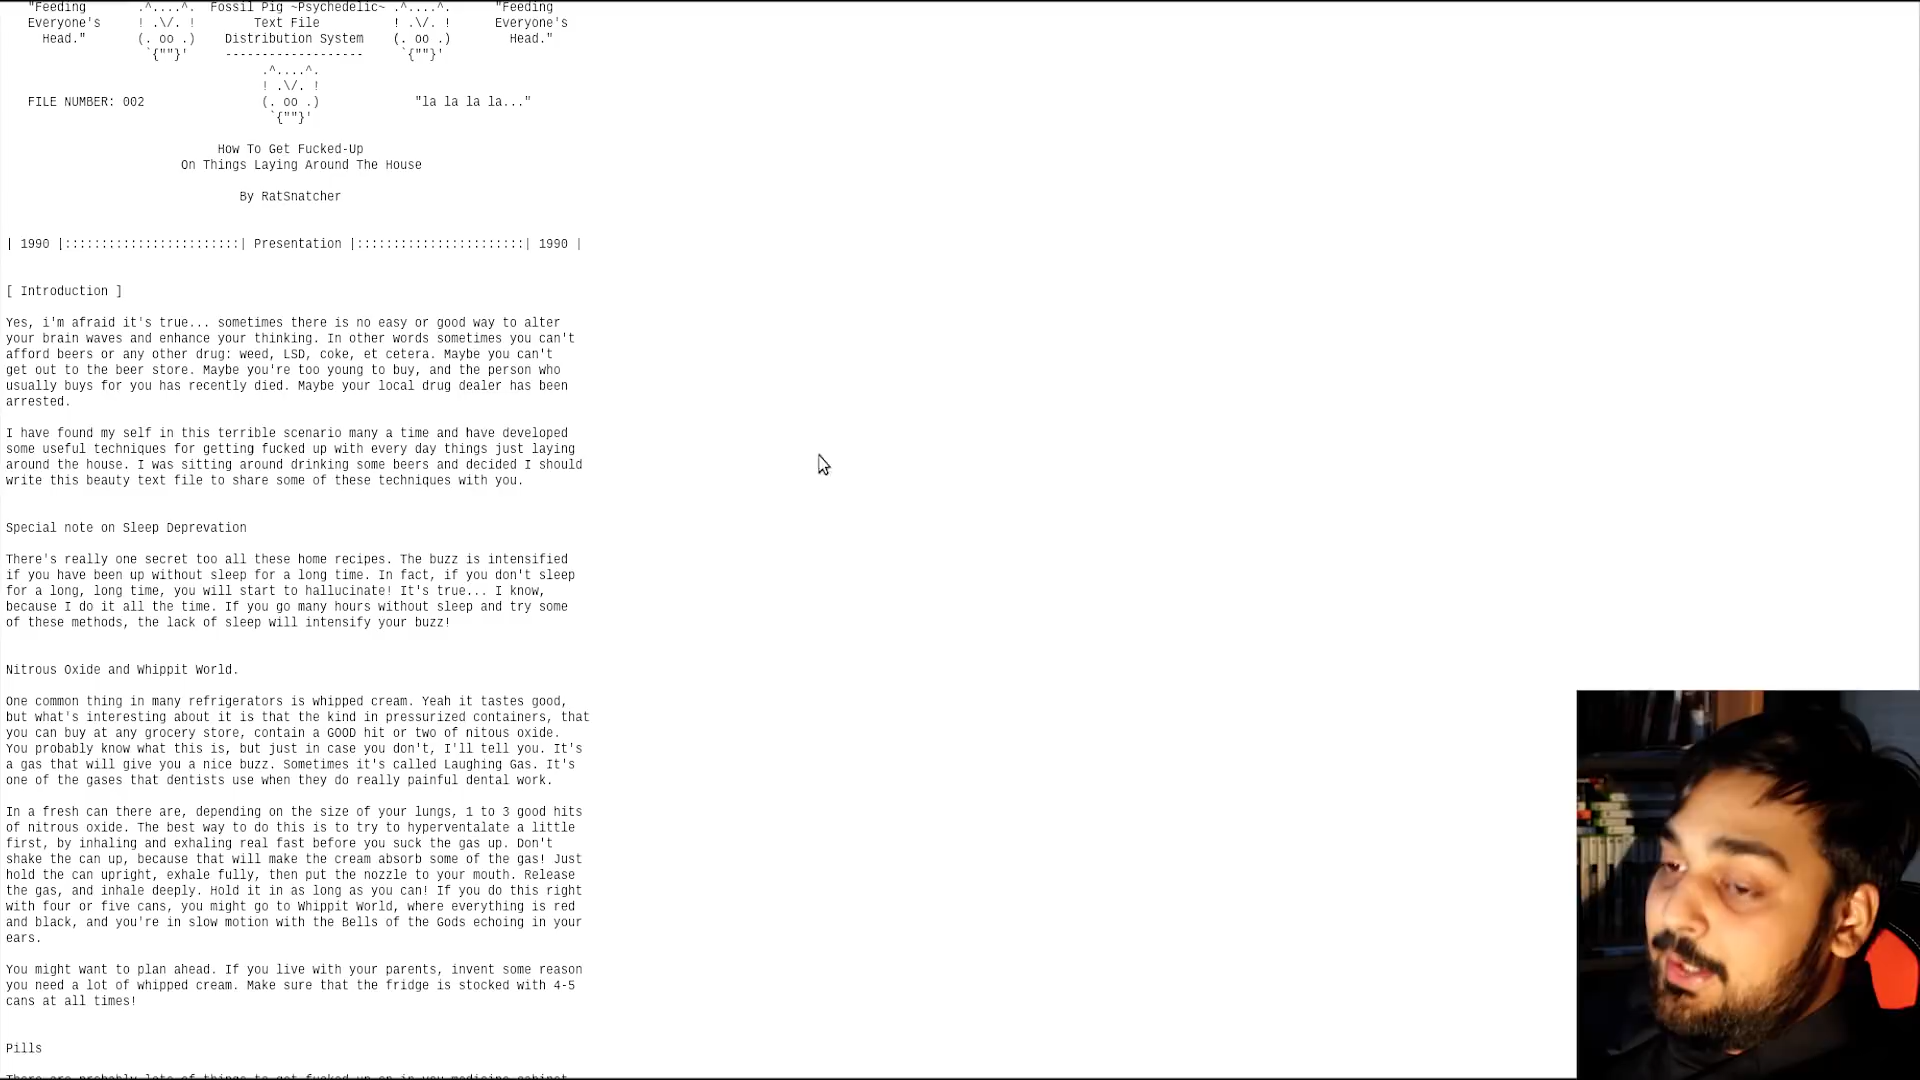 "Feeding       .^....^.  Fossil Pig ~Psychedelic~ .^....^.      "Feeding
Everyone's     ! .\/. !        Text File          ! .\/. !      Everyone's
Head."       (. oo .)    Distribution System    (. oo .)        Head."
`{""}'     -------------------     `{""}'
.^....^.
! .\/. !
FILE NUMBER: 002                (. oo .)             "la la la la..."
`{""}'
How To Get Fucked-Up
On Things Laying Around The House
By RatSnatcher
| 1990 |::::::::::::::::::::::::| Presentation |:::::::::::::::::::::::| 1990 |
[ Introduction ]
Yes, i'm afraid it's true... sometimes there is no easy or good way to alter
your brain waves and enhance your thinking. In other words sometimes you can't
afford beers or any other drug: weed, LSD, coke, et cetera. Maybe you can't
get out to the beer store. Maybe you're too young to buy, and the person who
usually buys for you has recently died. Maybe your local drug dealer has been
arrested.
I have found my self in this terrible scenario many a time and have developed
some useful techniques for getting fucked up with every day things just laying
around the house. I was sitting around drinking some beers and decided I should
write this beauty text file to share some of these techniques with you.
Special note on Sleep Deprevation
There's really one secret too all these home recipes. The buzz is intensified
if you have been up without sleep for a long time. In fact, if you don't sleep
for a long, long time, you will start to hallucinate! It's true... I know,
because I do it all the time. If you go many hours without sleep and try some
of these methods, the lack of sleep will intensify your buzz!
Nitrous Oxide and Whippit World.
One common thing in many refrigerators is whipped cream. Yeah it tastes good,
but what's interesting about it is that the kind in pressurized containers, that
you can buy at any grocery store, contain a GOOD hit or two of nitous oxide.
You probably know what this is, but just in case you don't, I'll tell you. It's
a gas that will give you a nice buzz. Sometimes it's called Laughing Gas. It's
one of the gases that dentists use when they do really painful dental work.
In a fresh can there are, depending on the size of your lungs, 1 to 3 good hits
of nitrous oxide. The best way to do this is to try to hyperventalate a little
first, by inhaling and exhaling real fast before you suck the gas up. Don't
shake the can up, because that will make the cream absorb some of the gas! Just
hold the can upright, exhale fully, then put the nozzle to your mouth. Release
the gas, and inhale deeply. Hold it in as long as you can! If you do this right
with four or five cans, you might go to Whippit World, where everything is red
and black, and you're in slow motion with the Bells of the Gods echoing in your
ears.
You might want to plan ahead. If you live with your parents, invent some reason
you need a lot of whipped cream. Make sure that the fridge is stocked with 4-5
cans at all times!
Pills